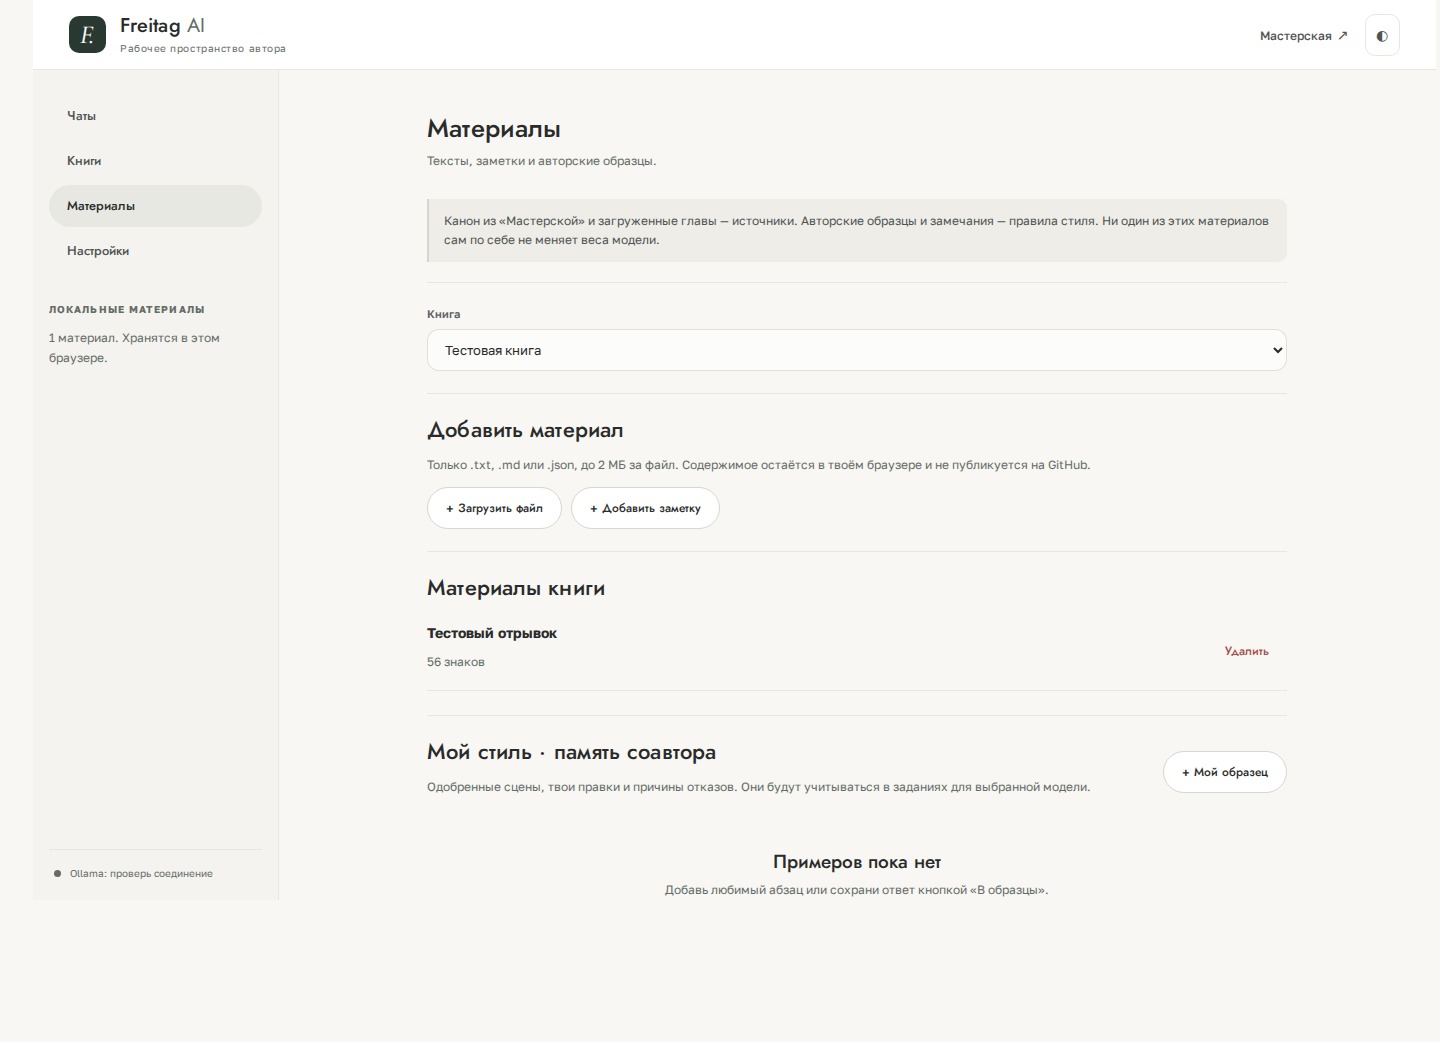 F.
Freitag AI
Рабочее пространство автора
Мастерская ↗
Чаты
Книги
Материалы
Настройки
ЛОКАЛЬНЫЕ МАТЕРИАЛЫ
1 материал. Хранятся в этом
браузере.
Ollama: проверь соединение
Материалы
Тексты, заметки и авторские образцы.
Канон из «Мастерской» и загруженные главы — источники. Авторские образцы и замечания — правила стиля. Ни один из этих материалов
сам по себе не меняет веса модели.
Книга
Тестовая книга
Добавить материал
Только .txt, .md или .json, до 2 МБ за файл. Содержимое остаётся в твоём браузере и не публикуется на GitHub.
+ Загрузить файл
+ Добавить заметку
Материалы книги
Тестовый отрывок
56 знаков
Удалить
Мой стиль · память соавтора
Одобренные сцены, твои правки и причины отказов. Они будут учитываться в заданиях для выбранной модели.
+ Мой образец
Примеров пока нет
Добавь любимый абзац или сохрани ответ кнопкой «В образцы».